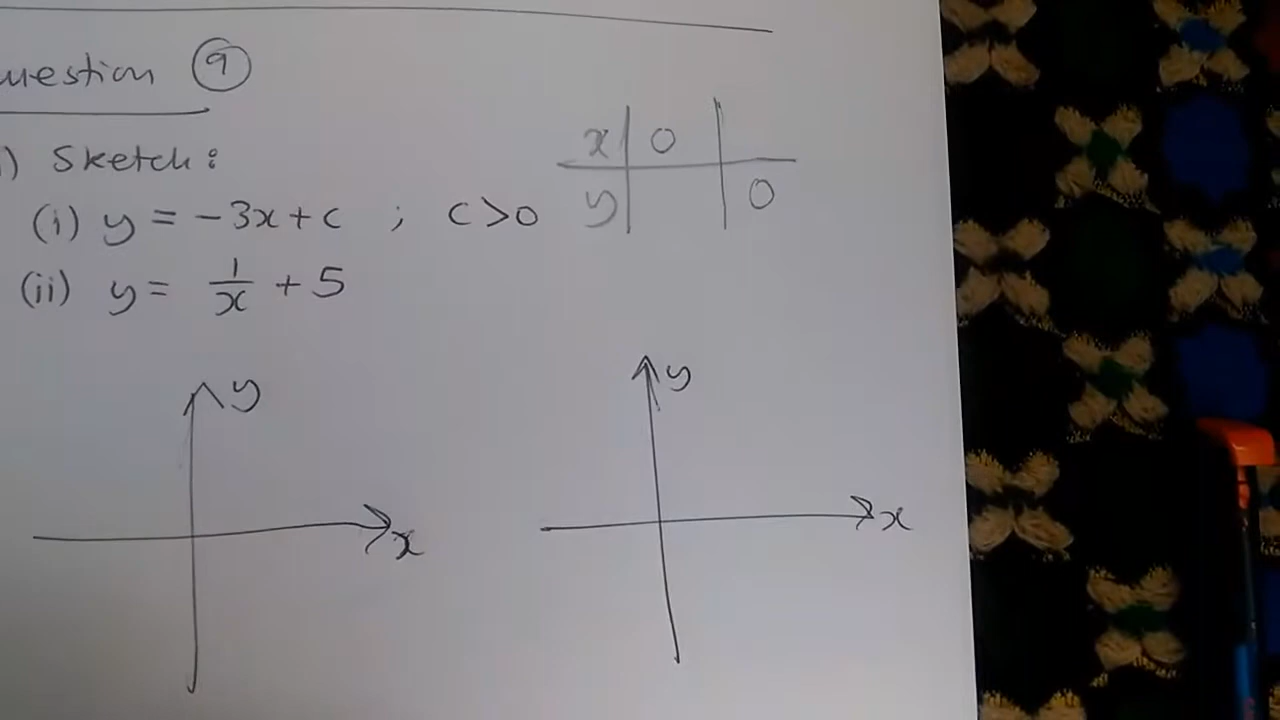 uestion 9
) Sketch:
(i) y = -3x + c ; c > 0
(ii) y = 1/x + 5
x | 0 |
y | | 0
y
x
y
x